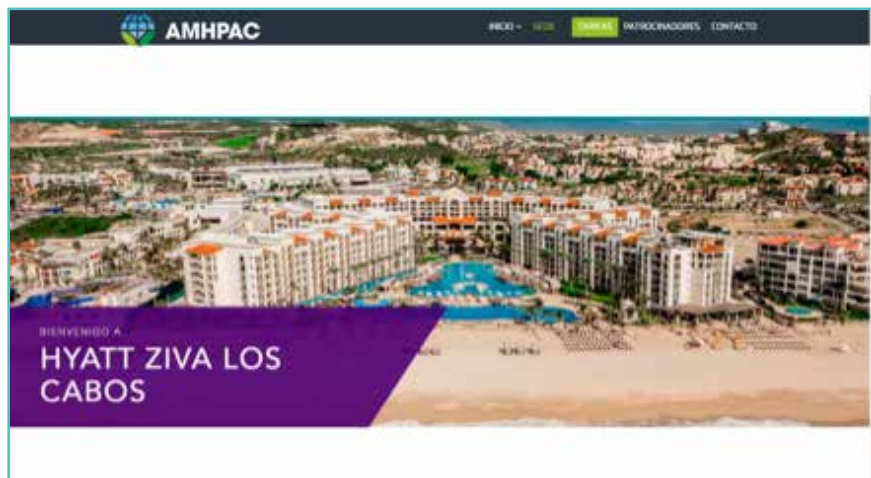 AMHPAC
INICIO SEDE TARIFAS PATROCINADORES CONTACTO
BIENVENIDO A
HYATT ZIVA LOS
CABOS